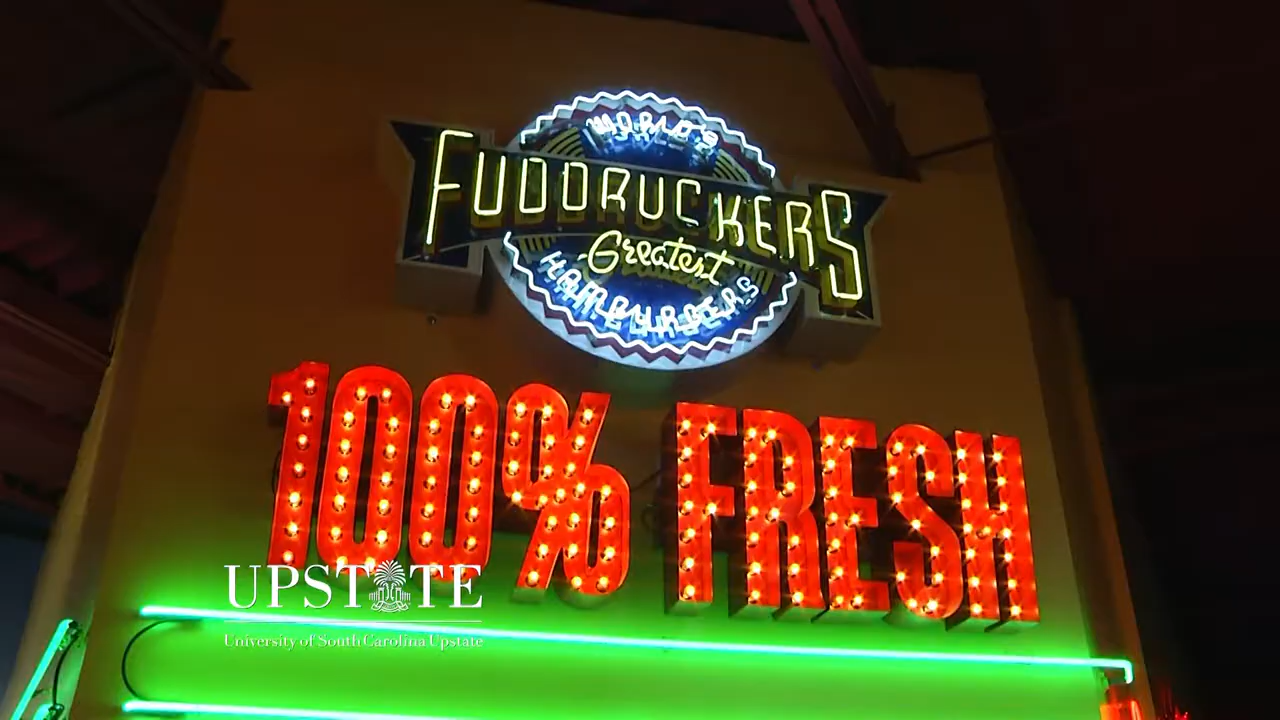 WORLD'S
FUDDRUCKERS
Greatest
HAMBURGERS
100% FRESH
UPSTATE
University of South Carolina Upstate